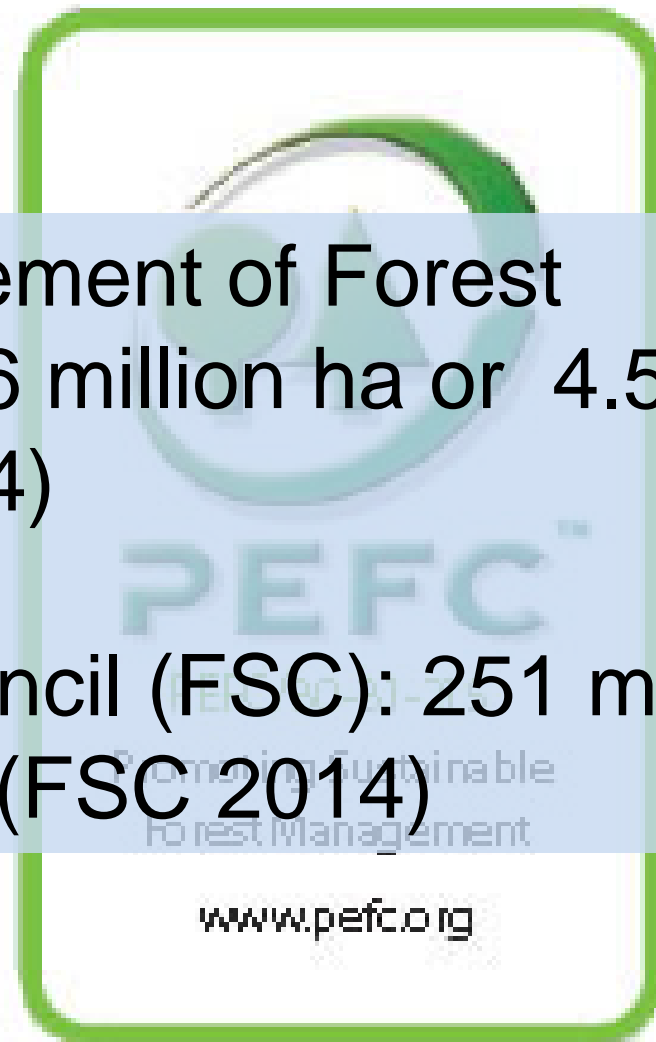 ement of Forest
6 million ha or 4.5
4)
PEFC™
ncil (FSC): 251 m
Promoting Sustainable
(FSC 2014)
Forest Management
www.pefc.org